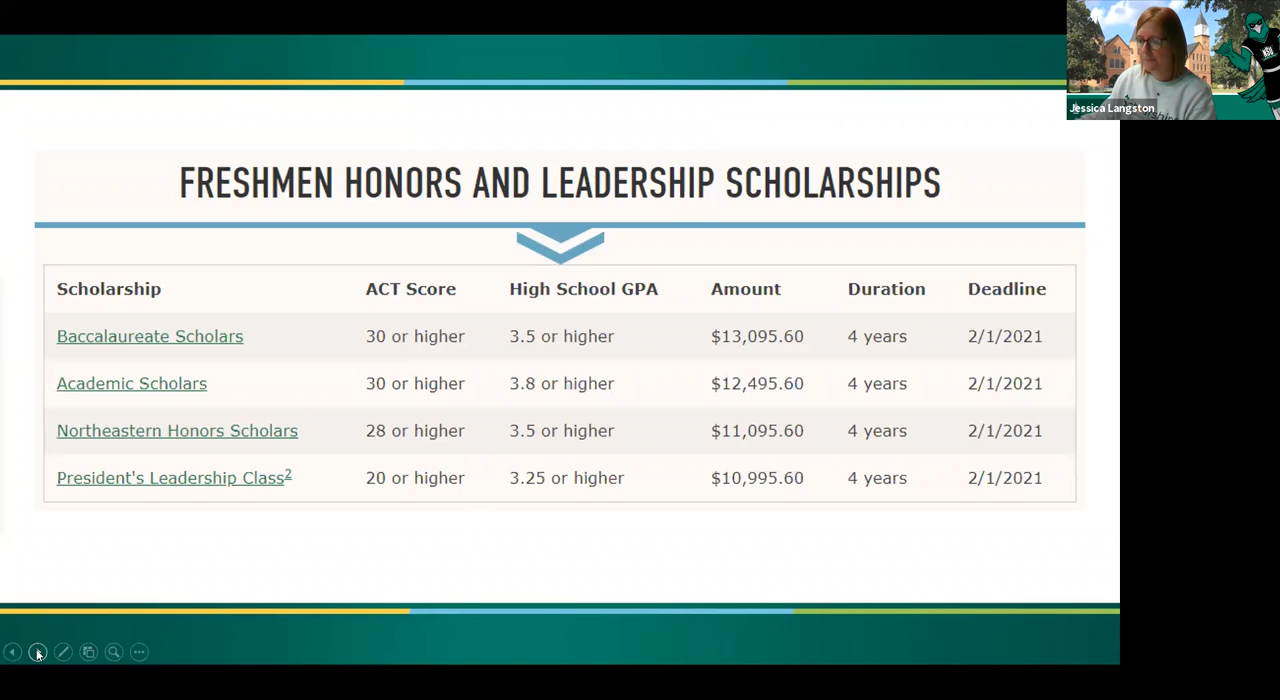 Jessica Langston
NSU
FRESHMEN HONORS AND LEADERSHIP SCHOLARSHIPS
Scholarship ACT Score High School GPA Amount Duration Deadline
Baccalaureate Scholars 30 or higher 3.5 or higher $13,095.60 4 years 2/1/2021
Academic Scholars 30 or higher 3.8 or higher $12,495.60 4 years 2/1/2021
Northeastern Honors Scholars 28 or higher 3.5 or higher $11,095.60 4 years 2/1/2021
President's Leadership Class2 20 or higher 3.25 or higher $10,995.60 4 years 2/1/2021